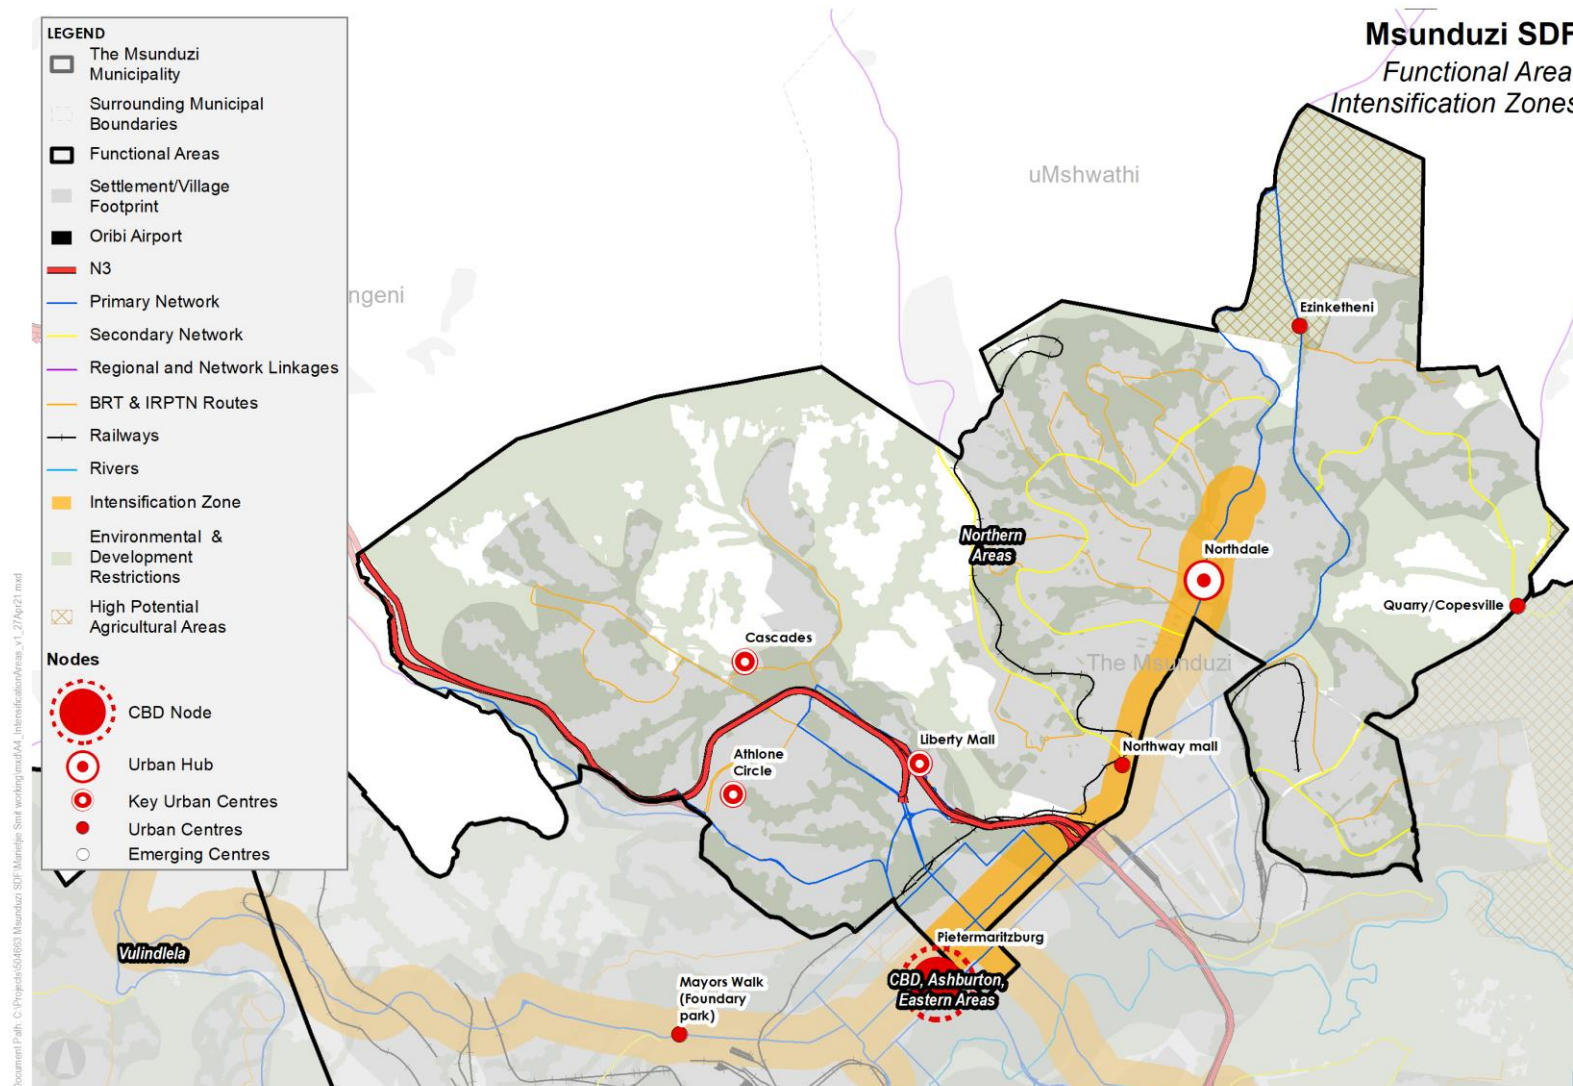 Msunduzi SDF
Functional Area
Intensification Zones
LEGEND
The Msunduzi
Municipality
Surrounding Municipal
Boundaries
Functional Areas
Settlement/Village
Footprint
Oribi Airport
N3
Primary Network
Secondary Network
Regional and Network Linkages
BRT & IRPTN Routes
Railways
Rivers
Intensification Zone
Environmental &
Development
Restrictions
High Potential
Agricultural Areas
Nodes
CBD Node
Urban Hub
Key Urban Centres
Urban Centres
Emerging Centres
uMshwathi
ngeni
Ezinketheni
Northern
Areas
Northdale
Quarry/Copesville
Cascades
The Msunduzi
Liberty Mall
Northway mall
Athlone
Circle
Pietermaritzburg
Vulindlela
CBD, Ashburton,
Eastern Areas
Mayors Walk
(Foundary
park)